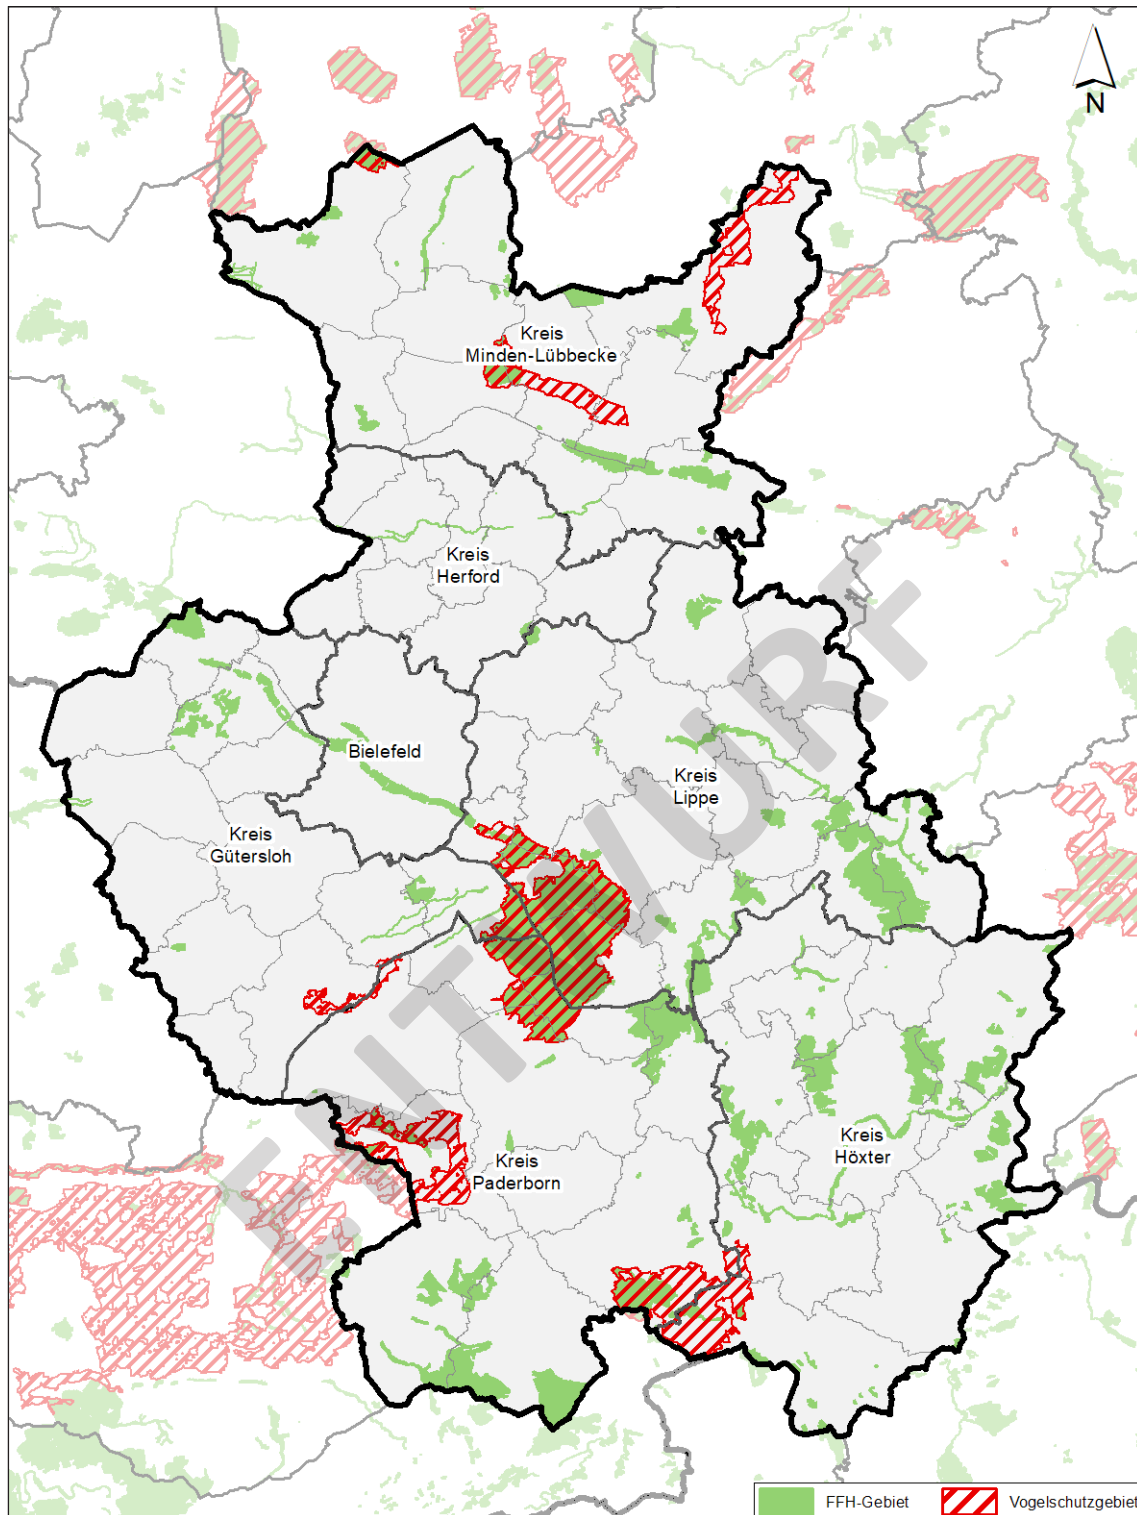 N
Kreis
Minden-Lübbecke
Kreis
Herford
Bielefeld
Kreis
Lippe
Kreis
Gütersloh
Kreis
Höxter
Kreis
Paderborn
ENTWURF
FFH-Gebiet
Vogelschutzgebiet